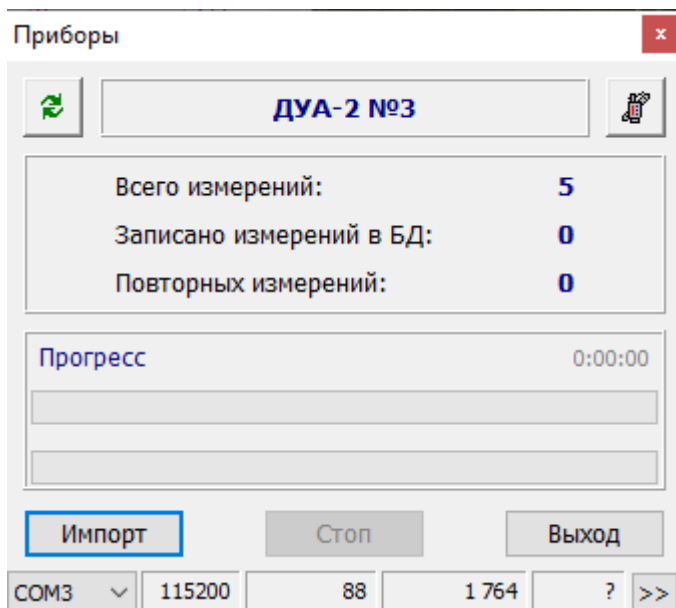 Приборы
ДУА-2 №3
Всего измерений: 5
Записано измерений в БД: 0
Повторных измерений: 0
Прогресс 0:00:00
Импорт Стоп Выход
COM3 115200 88 1 764 ? >>